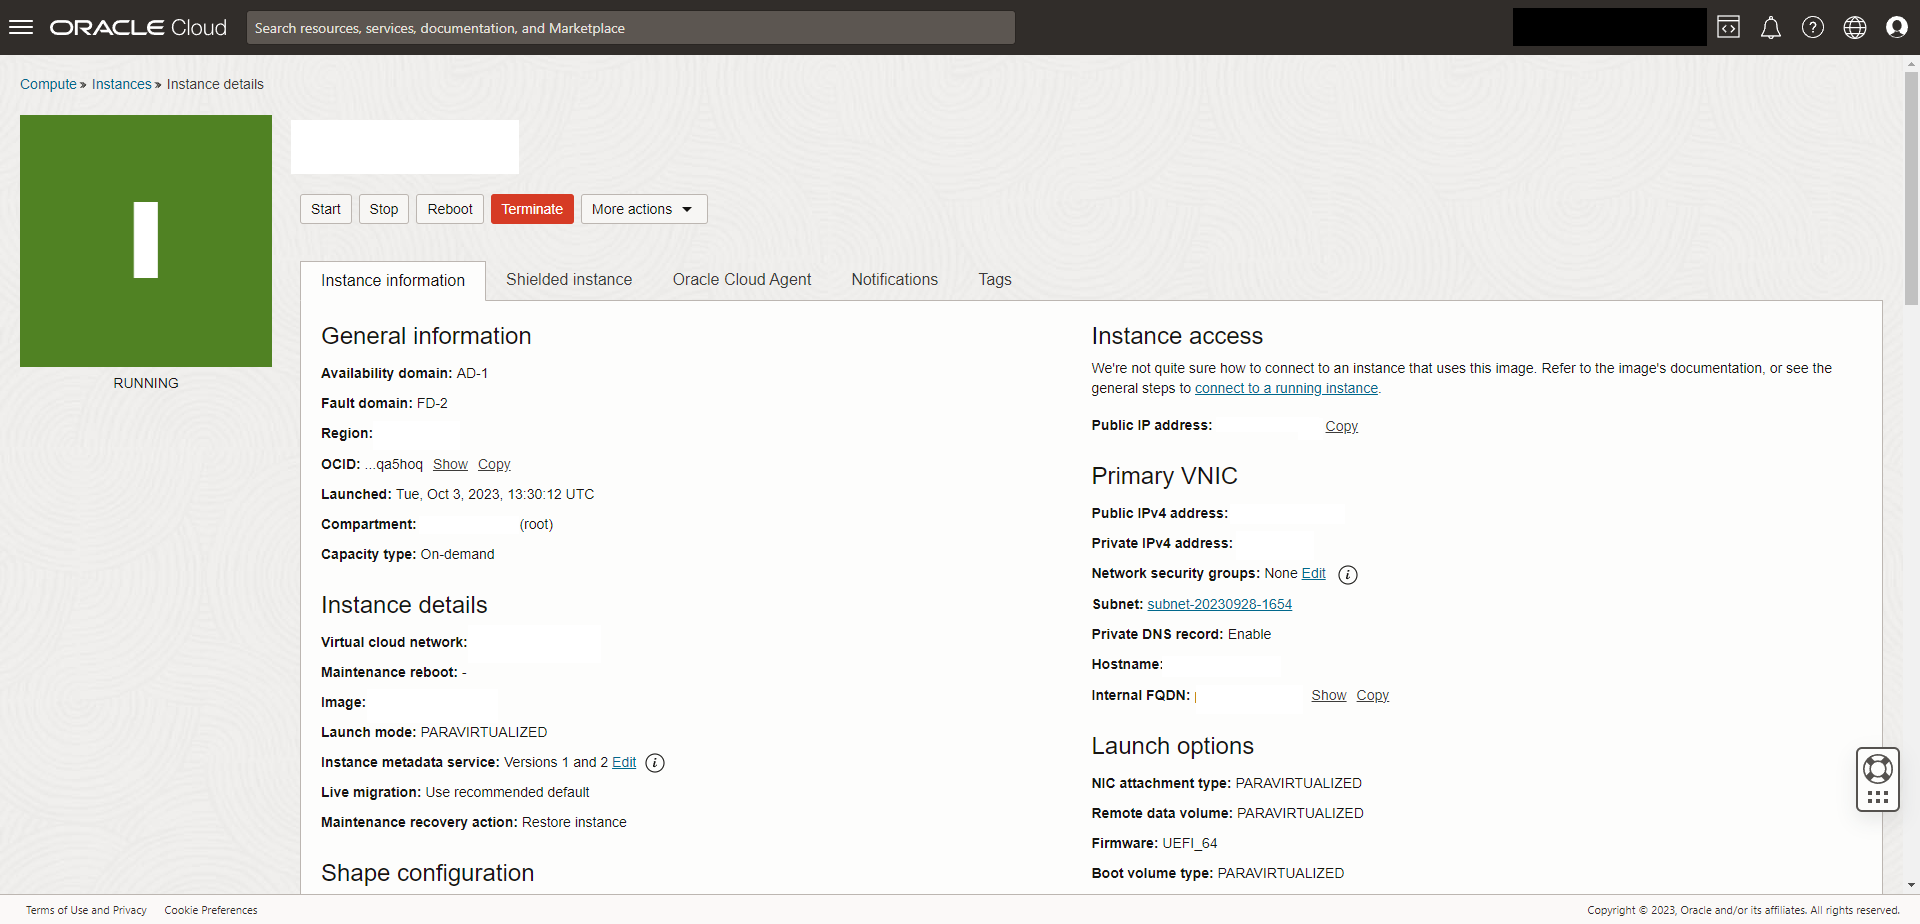 ORACLE Cloud
Search resources, services, documentation, and Marketplace
Compute » Instances » Instance details
RUNNING
Start Stop Reboot Terminate More actions
Instance information Shielded instance Oracle Cloud Agent Notifications Tags
General information
Availability domain: AD-1
Fault domain: FD-2
Region:
OCID: ...qa5hoq Show Copy
Launched: Tue, Oct 3, 2023, 13:30:12 UTC
Compartment: (root)
Capacity type: On-demand
Instance details
Virtual cloud network:
Maintenance reboot: -
Image:
Launch mode: PARAVIRTUALIZED
Instance metadata service: Versions 1 and 2 Edit
Live migration: Use recommended default
Maintenance recovery action: Restore instance
Shape configuration
Instance access
We're not quite sure how to connect to an instance that uses this image. Refer to the image's documentation, or see the
general steps to connect to a running instance.
Public IP address: Copy
Primary VNIC
Public IPv4 address:
Private IPv4 address:
Network security groups: None Edit
Subnet: subnet-20230928-1654
Private DNS record: Enable
Hostname:
Internal FQDN: Show Copy
Launch options
NIC attachment type: PARAVIRTUALIZED
Remote data volume: PARAVIRTUALIZED
Firmware: UEFI_64
Boot volume type: PARAVIRTUALIZED
Terms of Use and Privacy Cookie Preferences
Copyright © 2023, Oracle and/or its affiliates. All rights reserved.